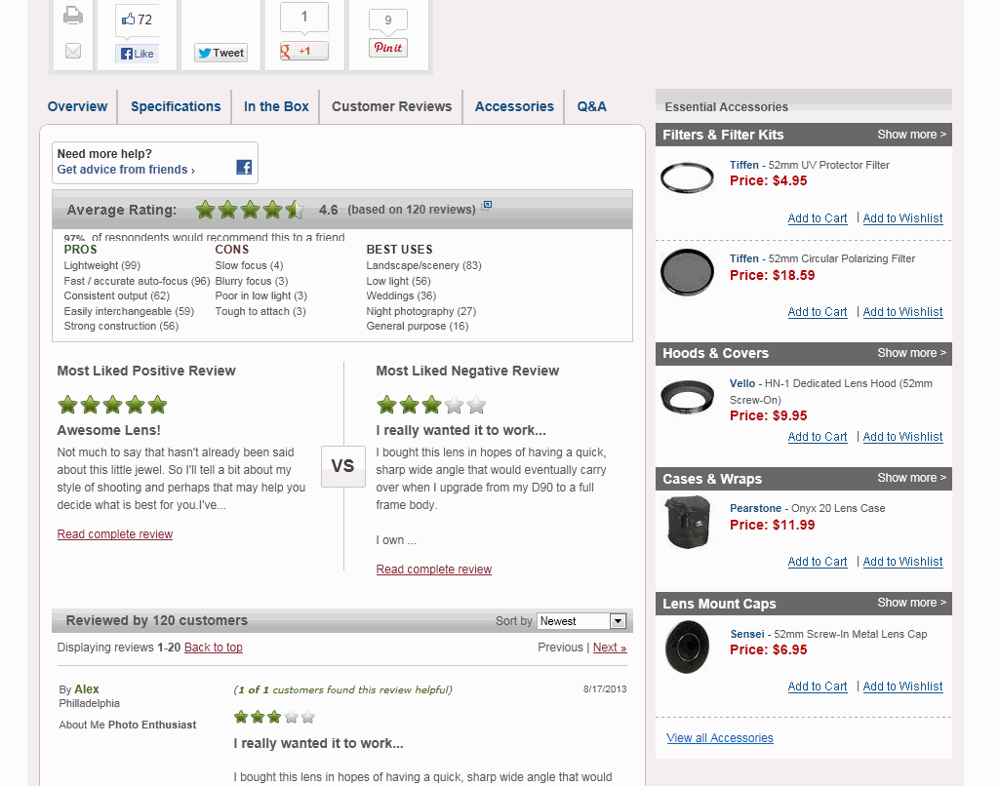 72
Like
Tweet
1
+1
9
Pin it
Overview
Specifications
In the Box
Customer Reviews
Accessories
Q&A
Need more help?
Get advice from friends ›
Average Rating: 4.6 (based on 120 reviews)
97% of respondents would recommend this to a friend
PROS
Lightweight (99)
Fast / accurate auto-focus (96)
Consistent output (62)
Easily interchangeable (59)
Strong construction (56)
CONS
Slow focus (4)
Blurry focus (3)
Poor in low light (3)
Tough to attach (3)
BEST USES
Landscape/scenery (83)
Low light (56)
Weddings (36)
Night photography (27)
General purpose (16)
Most Liked Positive Review
Awesome Lens!
Not much to say that hasn't already been said
about this little jewel. So I'll tell a bit about my
style of shooting and perhaps that may help you
decide what is best for you.I've...
Read complete review
VS
Most Liked Negative Review
I really wanted it to work...
I bought this lens in hopes of having a quick,
sharp wide angle that would eventually carry
over when I upgrade from my D90 to a full
frame body.
I own ...
Read complete review
Reviewed by 120 customers
Sort by Newest
Displaying reviews 1-20 Back to top
Previous | Next »
By Alex
Philladelphia
About Me Photo Enthusiast
(1 of 1 customers found this review helpful)
8/17/2013
I really wanted it to work...
I bought this lens in hopes of having a quick, sharp wide angle that would
Essential Accessories
Filters & Filter Kits
Show more >
Tiffen - 52mm UV Protector Filter
Price: $4.95
Add to Cart | Add to Wishlist
Tiffen - 52mm Circular Polarizing Filter
Price: $18.59
Add to Cart | Add to Wishlist
Hoods & Covers
Show more >
Vello - HN-1 Dedicated Lens Hood (52mm
Screw-On)
Price: $9.95
Add to Cart | Add to Wishlist
Cases & Wraps
Show more >
Pearstone - Onyx 20 Lens Case
Price: $11.99
Add to Cart | Add to Wishlist
Lens Mount Caps
Show more >
Sensei - 52mm Screw-In Metal Lens Cap
Price: $6.95
Add to Cart | Add to Wishlist
View all Accessories